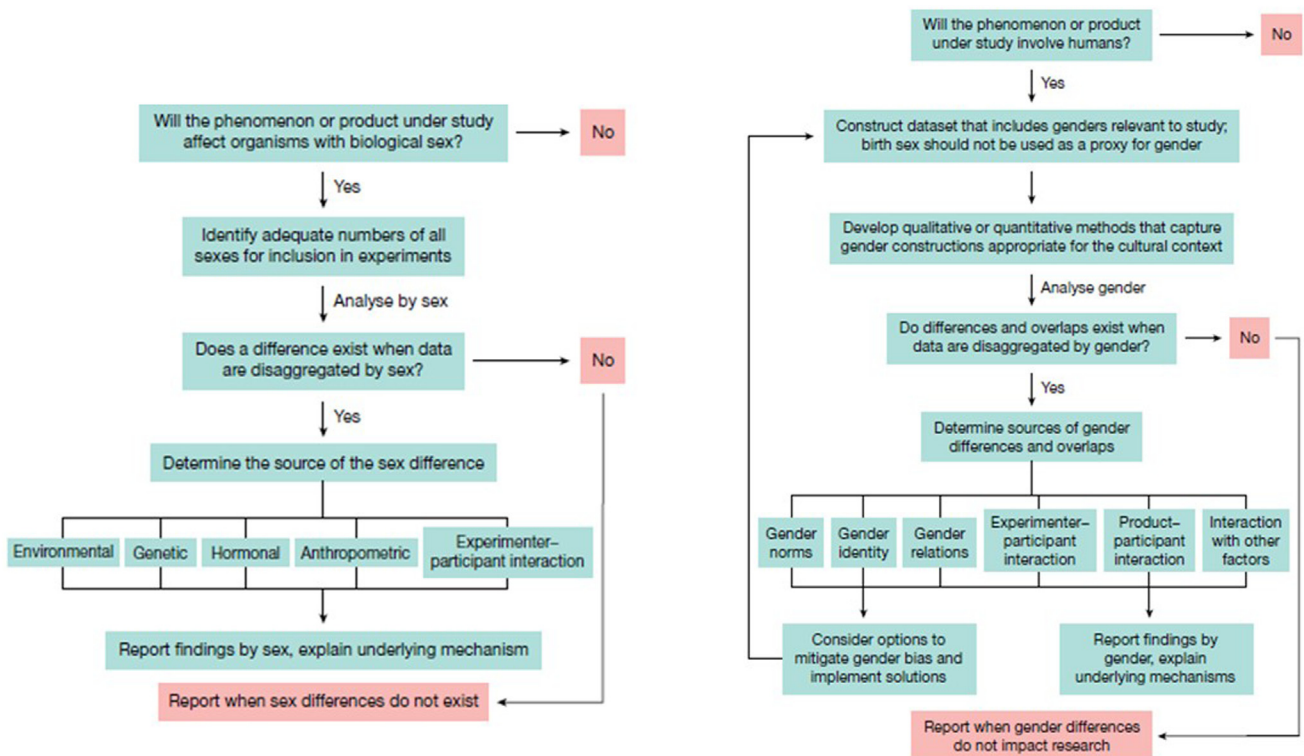 Will the phenomenon or product under study
affect organisms with biological sex?
No
Yes
Identify adequate numbers of all
sexes for inclusion in experiments
Analyse by sex
Does a difference exist when data
are disaggregated by sex?
No
Yes
Determine the source of the sex difference
Environmental
Genetic
Hormonal
Anthropometric
Experimenter–
participant interaction
Report findings by sex, explain underlying mechanism
Report when sex differences do not exist
Will the phenomenon or product
under study involve humans?
No
Yes
Construct dataset that includes genders relevant to study;
birth sex should not be used as a proxy for gender
Develop qualitative or quantitative methods that capture
gender constructions appropriate for the cultural context
Analyse gender
Do differences and overlaps exist when
data are disaggregated by gender?
No
Yes
Determine sources of gender
differences and overlaps
Gender
norms
Gender
identity
Gender
relations
Experimenter–
participant
interaction
Product–
participant
interaction
Interaction
with other
factors
Consider options to
mitigate gender bias and
implement solutions
Report findings by
gender, explain
underlying mechanisms
Report when gender differences
do not impact research